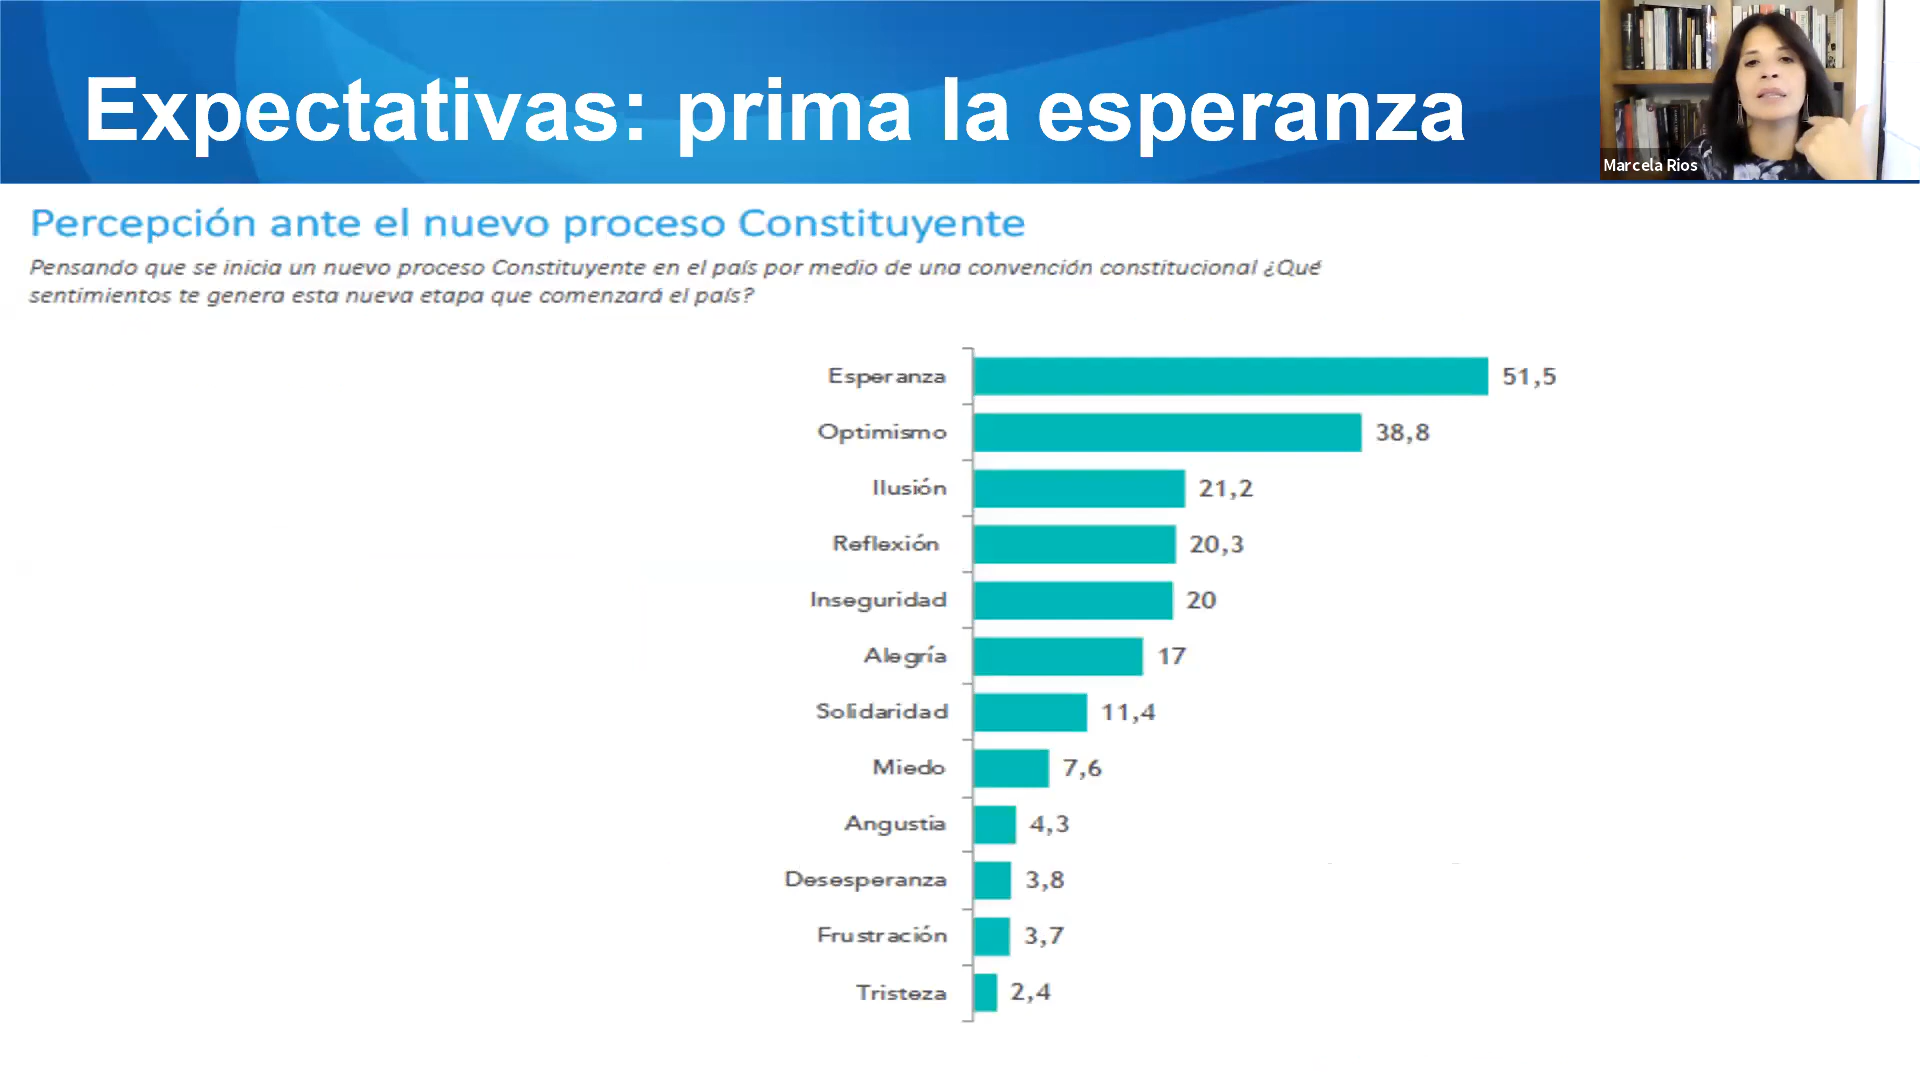 Expectativas: prima la esperanza
Marcela Rios
Percepción ante el nuevo proceso Constituyente
Pensando que se inicia un nuevo proceso Constituyente en el país por medio de una convención constitucional ¿Qué
sentimientos te genera esta nueva etapa que comenzará el país?
Esperanza 51,5
Optimismo 38,8
Ilusión 21,2
Reflexión 20,3
Inseguridad 20
Alegría 17
Solidaridad 11,4
Miedo 7,6
Angustia 4,3
Desesperanza 3,8
Frustración 3,7
Tristeza 2,4